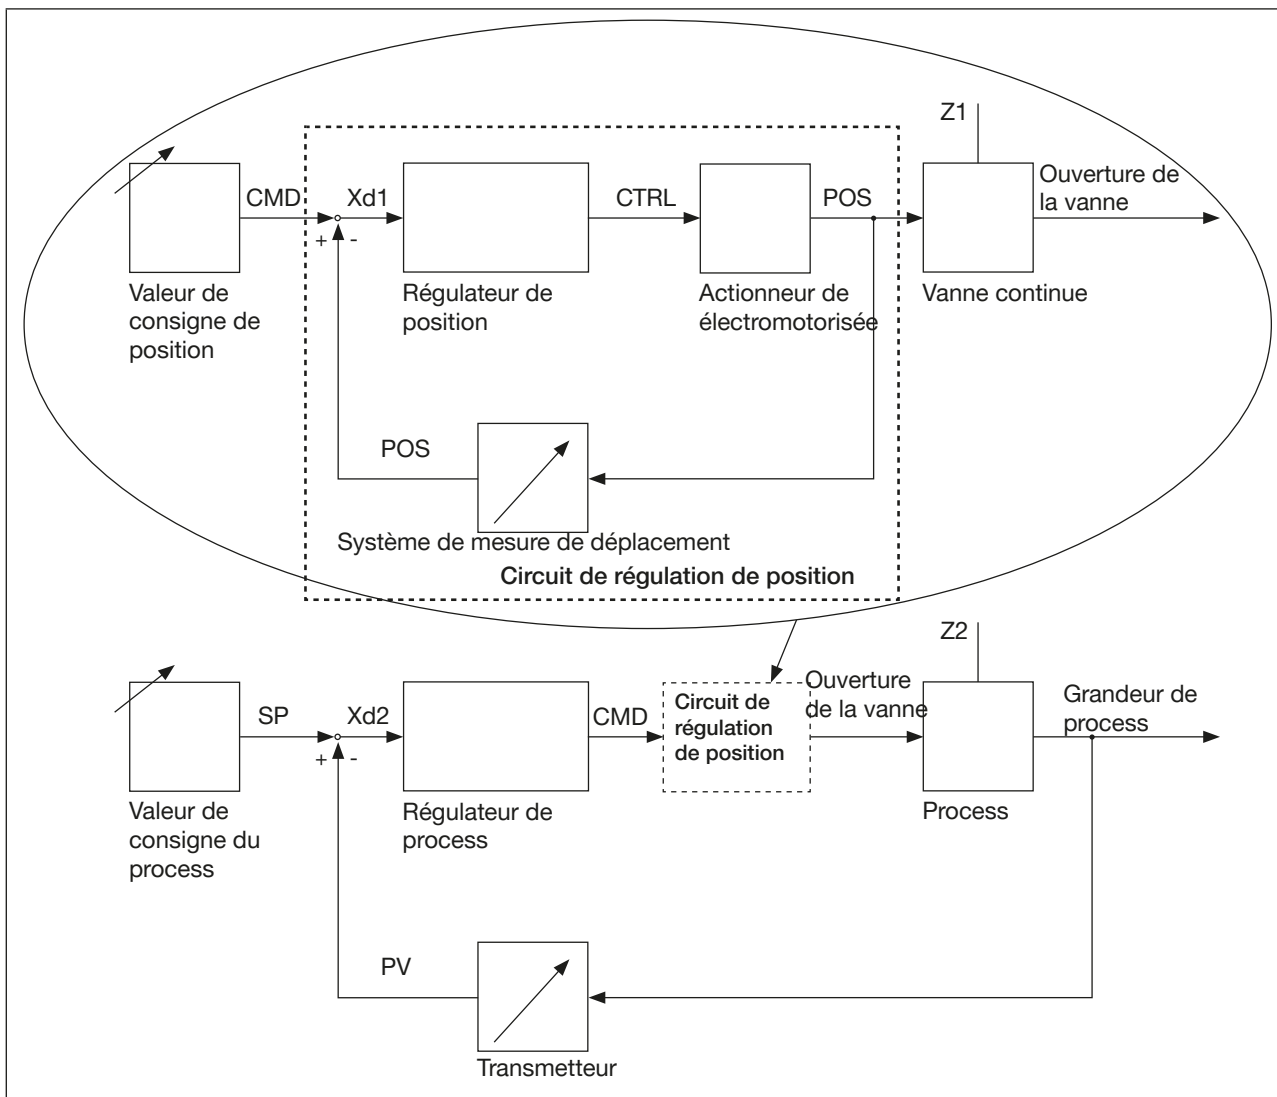 Z1
CMD
Xd1
CTRL
POS
Ouverture de
la vanne
+
-
Valeur de
consigne de
position
Régulateur de
position
Actionneur de
électromotorisée
Vanne continue
POS
Système de mesure de déplacement
Circuit de régulation de position
Z2
SP
Xd2
CMD
Circuit de
régulation
de position
Ouverture
de la vanne
Grandeur de
process
+
-
Valeur de
consigne du
process
Régulateur de
process
Process
PV
Transmetteur